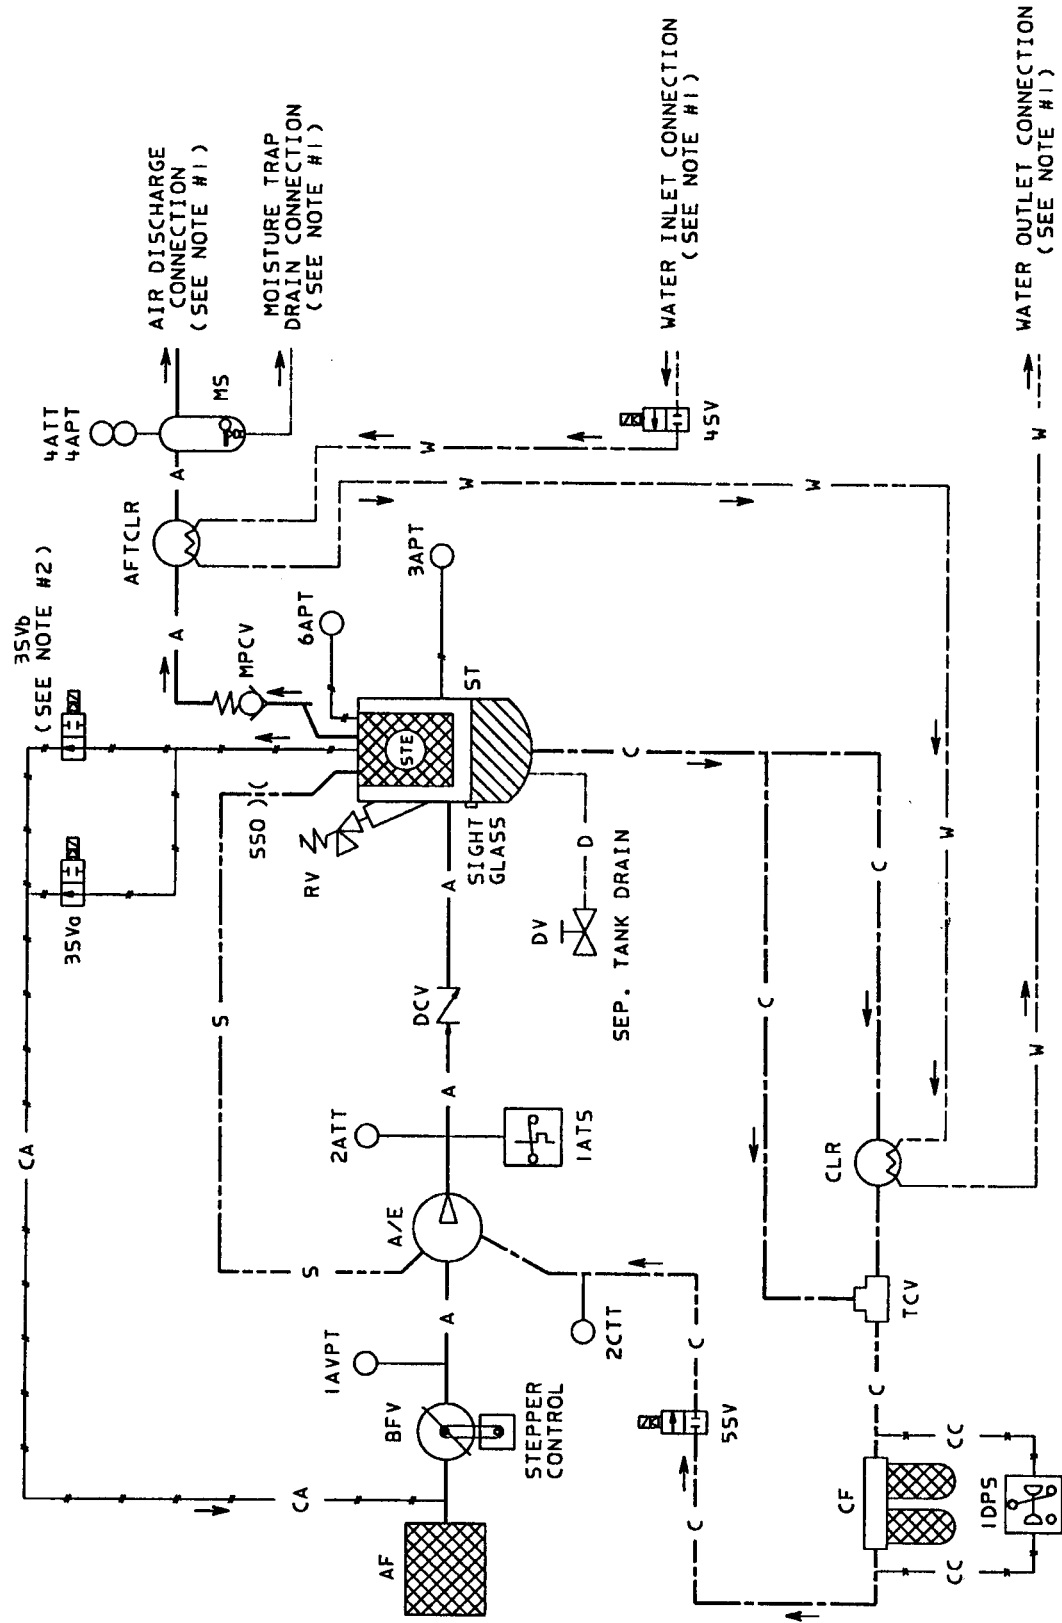 3SVb
(SEE NOTE #2)
CA
3SVa
4ATT
4APT
AFTCLR
AIR DISCHARGE
CONNECTION
(SEE NOTE #1)
A
A
MS
MPCV
S
SSO
MOISTURE TRAP
DRAIN CONNECTION
(SEE NOTE #1)
CA
S
RV
6APT
1AVPT
2ATT
AF
BFV
A/E
DCV
STE
3APT
A
A
A
W
ST
SIGHT
GLASS
W
STEPPER
CONTROL
1ATS
DV
D
2CTT
SEP. TANK DRAIN
C
WATER INLET CONNECTION
(SEE NOTE #1)
4SV
C
C
5SV
C
W
CLR
C
CF
C
TCV
W
CC
CC
1DPS
W
W
WATER OUTLET CONNECTION
(SEE NOTE #1)